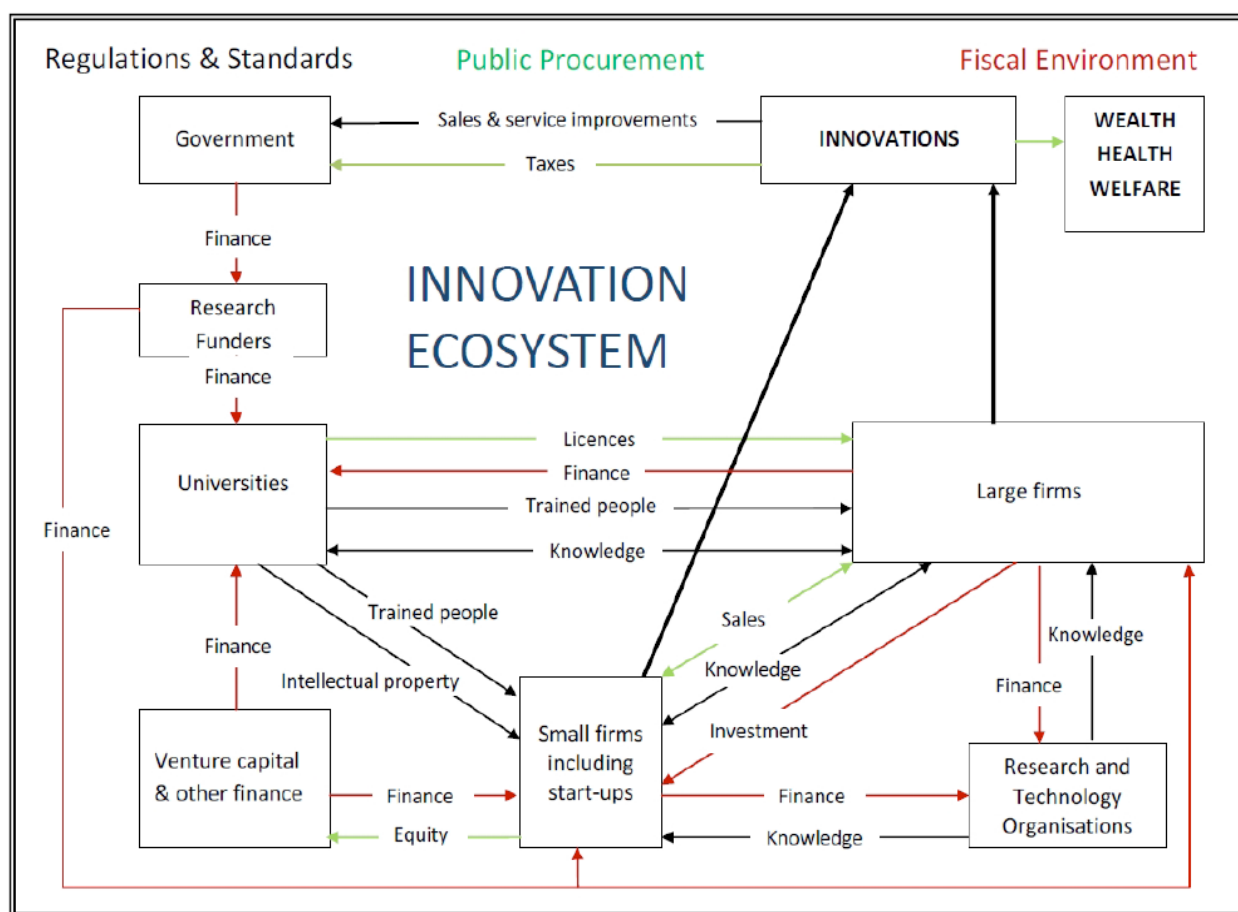 Regulations & Standards
Public Procurement
Fiscal Environment
Government
Sales & service improvements
Taxes
INNOVATIONS
WEALTH
HEALTH
WELFARE
Finance
INNOVATION
ECOSYSTEM
Research
Funders
Finance
Universities
Licences
Finance
Trained people
Knowledge
Large firms
Finance
Trained people
Intellectual property
Finance
Sales
Knowledge
Investment
Knowledge
Finance
Venture capital
& other finance
Finance
Equity
Small firms
including
start-ups
Finance
Knowledge
Research and
Technology
Organisations